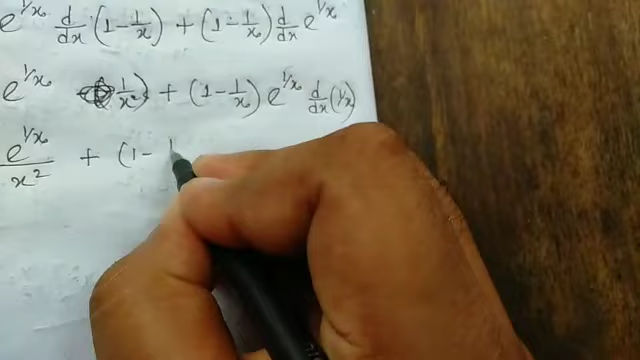 e^{1/x} d/dx (1 - 1/x) + (1 - 1/x) d/dx e^{1/x}
e^{1/x} (1/x²) + (1 - 1/x) e^{1/x} d/dx (1/x)
e^{1/x}/x² + (1 - 1